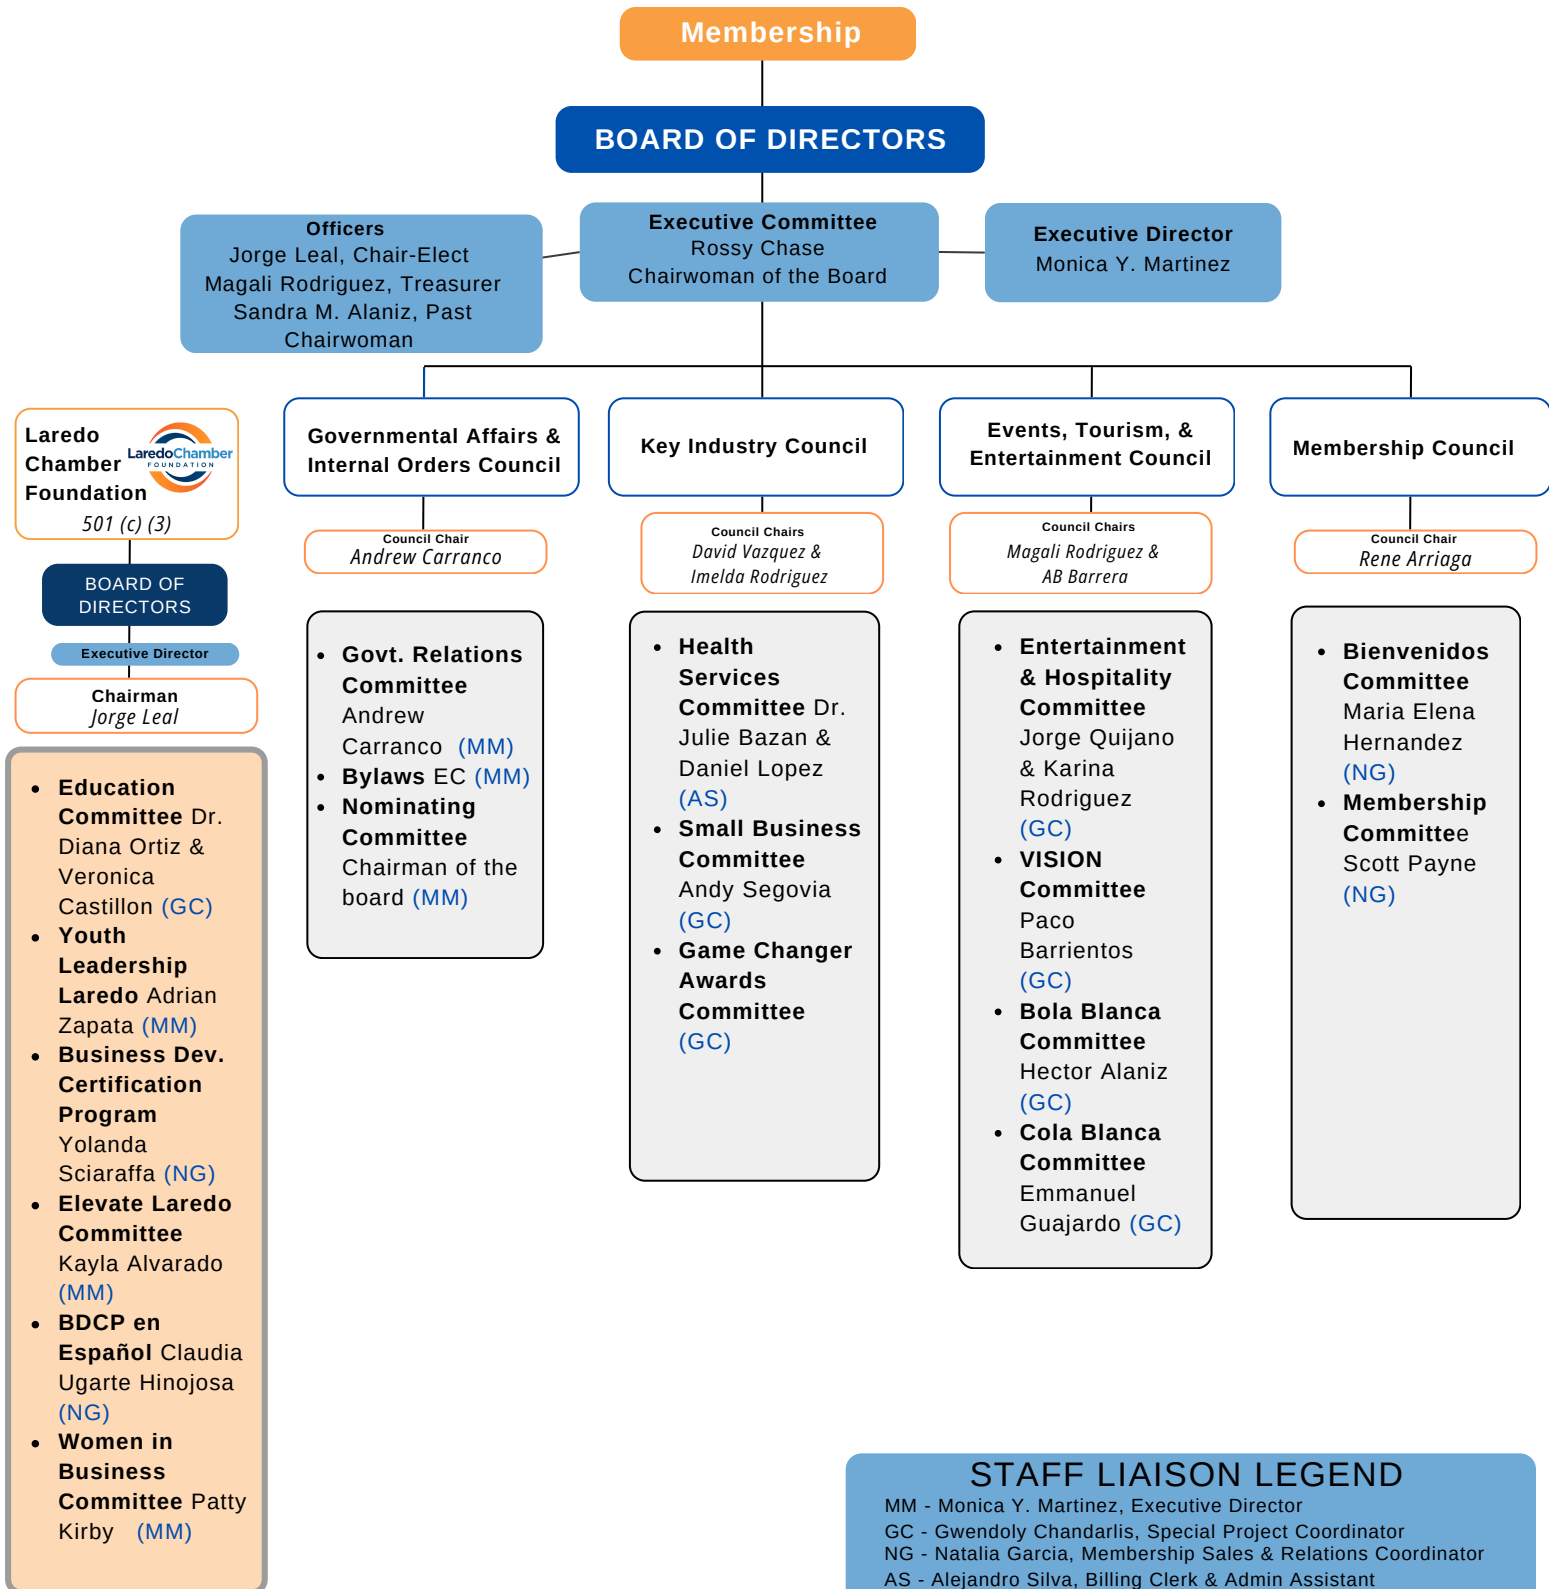 Membership
BOARD OF DIRECTORS
Officers
Jorge Leal, Chair-Elect
Magali Rodriguez, Treasurer
Sandra M. Alaniz, Past
Chairwoman
Executive Committee
Rossy Chase
Chairwoman of the Board
Executive Director
Monica Y. Martinez
Laredo
Chamber
Foundation
LaredoChamber
FOUNDATION
501 (c) (3)
BOARD OF
DIRECTORS
Executive Director
Chairman
Jorge Leal
• Education
Committee Dr.
Diana Ortiz &
Veronica
Castillon (GC)
• Youth
Leadership
Laredo Adrian
Zapata (MM)
• Business Dev.
Certification
Program
Yolanda
Sciaraffa (NG)
• Elevate Laredo
Committee
Kayla Alvarado
(MM)
• BDCP en
Español Claudia
Ugarte Hinojosa
(NG)
• Women in
Business
Committee Patty
Kirby (MM)
Governmental Affairs &
Internal Orders Council
Council Chair
Andrew Carranco
• Govt. Relations
Committee
Andrew
Carranco (MM)
• Bylaws EC (MM)
• Nominating
Committee
Chairman of the
board (MM)
Key Industry Council
Council Chairs
David Vazquez &
Imelda Rodriguez
• Health
Services
Committee Dr.
Julie Bazan &
Daniel Lopez
(AS)
• Small Business
Committee
Andy Segovia
(GC)
• Game Changer
Awards
Committee
(GC)
Events, Tourism, &
Entertainment Council
Council Chairs
Magali Rodriguez &
AB Barrera
• Entertainment
& Hospitality
Committee
Jorge Quijano
& Karina
Rodriguez
(GC)
• VISION
Committee
Paco
Barrientos
(GC)
• Bola Blanca
Committee
Hector Alaniz
(GC)
• Cola Blanca
Committee
Emmanuel
Guajardo (GC)
Membership Council
Council Chair
Rene Arriaga
• Bienvenidos
Committee
Maria Elena
Hernandez
(NG)
• Membership
Committee
Scott Payne
(NG)
STAFF LIAISON LEGEND
MM - Monica Y. Martinez, Executive Director
GC - Gwendoly Chandarlis, Special Project Coordinator
NG - Natalia Garcia, Membership Sales & Relations Coordinator
AS - Alejandro Silva, Billing Clerk & Admin Assistant